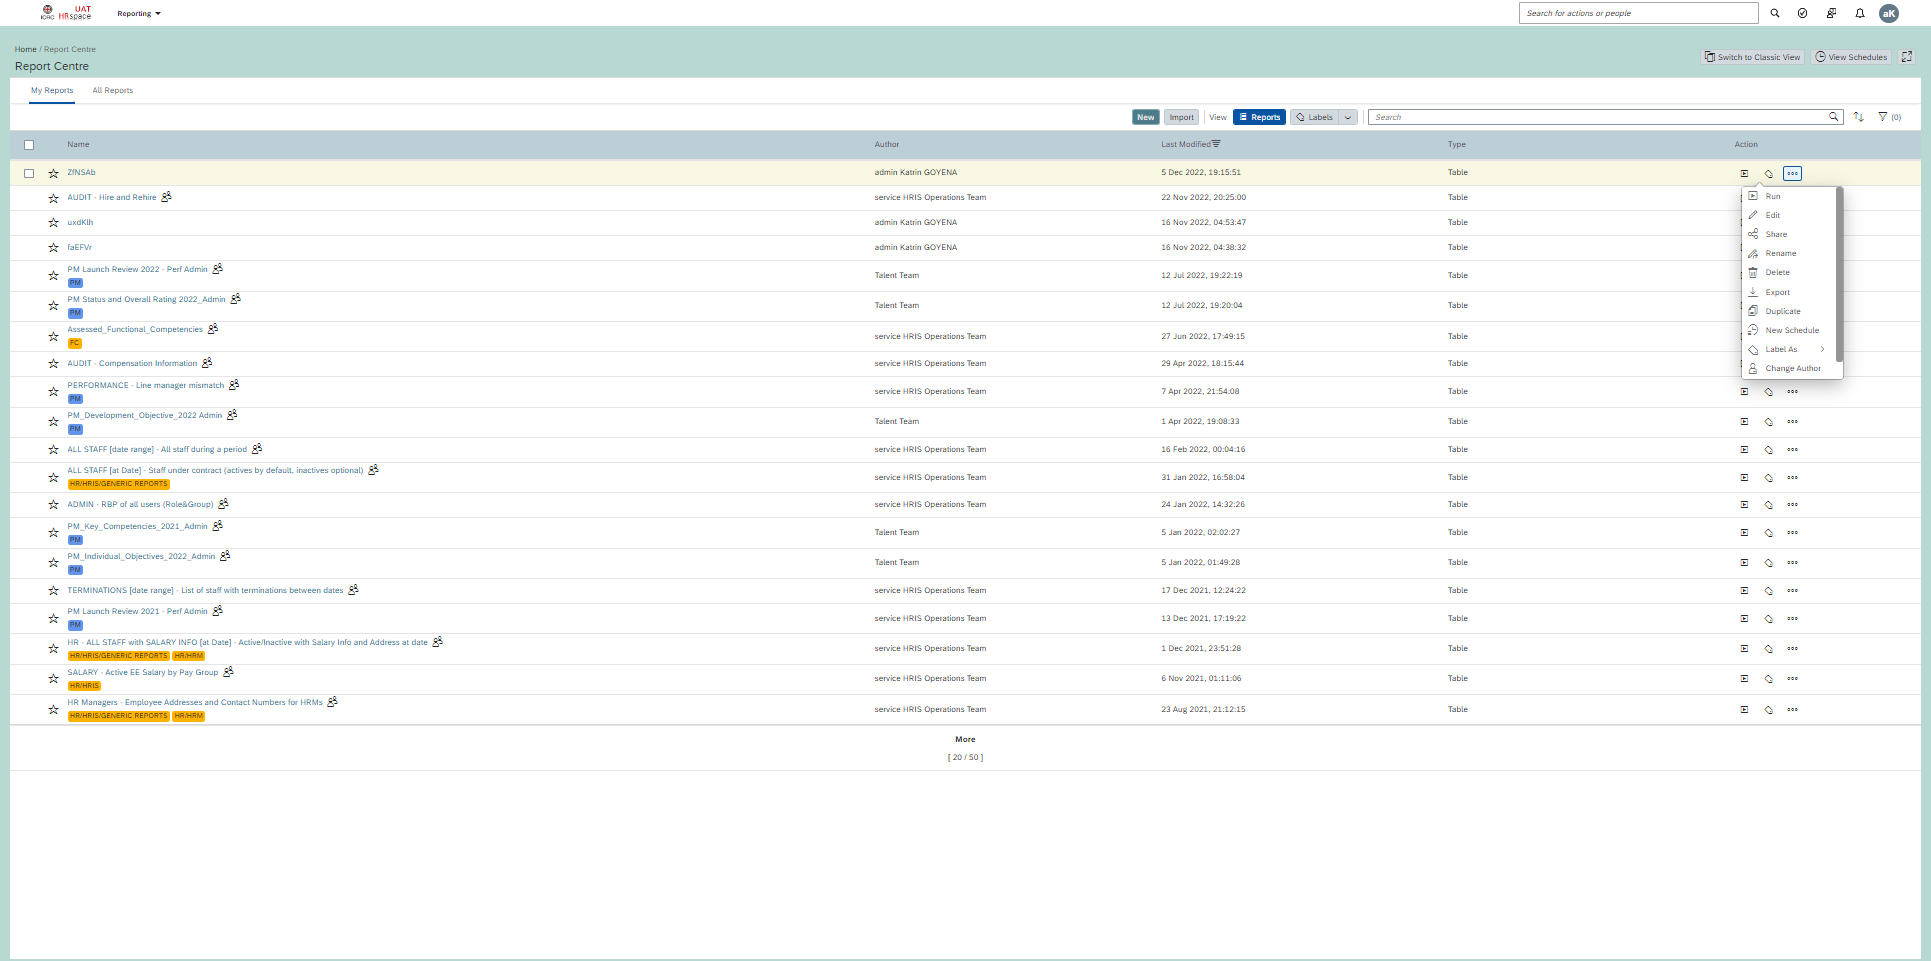 ICRC UAT HRspace Reporting Search for actions or people aK
Home / Report Centre
Report Centre
Switch to Classic View View Schedules
My Reports All Reports
New Import View Reports Labels Search (0)
Name Author Last Modified Type Action
ZfNSAb admin Katrin GOYENA 5 Dec 2022, 19:15:51 Table
AUDIT - Hire and Rehire service HRIS Operations Team 22 Nov 2022, 20:25:00 Table
uxdKlh admin Katrin GOYENA 16 Nov 2022, 04:53:47 Table
faEFVr admin Katrin GOYENA 16 Nov 2022, 04:38:32 Table
PM Launch Review 2022 - Perf Admin Talent Team 12 Jul 2022, 19:22:19 Table
PM
PM Status and Overall Rating 2022_Admin Talent Team 12 Jul 2022, 19:20:04 Table
PM
Assessed_Functional_Competencies service HRIS Operations Team 27 Jun 2022, 17:49:15 Table
FC
AUDIT - Compensation Information service HRIS Operations Team 29 Apr 2022, 18:15:44 Table
PERFORMANCE - Line manager mismatch service HRIS Operations Team 7 Apr 2022, 21:54:08 Table
PM
PM_Development_Objective_2022 Admin Talent Team 1 Apr 2022, 19:08:33 Table
PM
ALL STAFF [date range] - All staff during a period service HRIS Operations Team 16 Feb 2022, 00:04:16 Table
ALL STAFF [at Date] - Staff under contract (actives by default, inactives optional) service HRIS Operations Team 31 Jan 2022, 16:58:04 Table
HR/HRIS/GENERIC REPORTS
ADMIN - RBP of all users (Role&Group) service HRIS Operations Team 24 Jan 2022, 14:32:26 Table
PM_Key_Competencies_2021_Admin Talent Team 5 Jan 2022, 02:02:27 Table
PM
PM_Individual_Objectives_2022_Admin Talent Team 5 Jan 2022, 01:49:28 Table
PM
TERMINATIONS [date range] - List of staff with terminations between dates service HRIS Operations Team 17 Dec 2021, 12:24:22 Table
PM Launch Review 2021 - Perf Admin Talent Team 13 Dec 2021, 17:19:22 Table
PM
HR - ALL STAFF with SALARY INFO [at Date] - Active/Inactive with Salary Info and Address at date service HRIS Operations Team 1 Dec 2021, 23:51:28 Table
HR/HRIS/GENERIC REPORTS HR/HRM
SALARY - Active EE Salary by Pay Group service HRIS Operations Team 6 Nov 2021, 01:11:06 Table
HR/HRIS
HR Managers - Employee Addresses and Contact Numbers for HRMs service HRIS Operations Team 23 Aug 2021, 21:12:15 Table
HR/HRIS/GENERIC REPORTS HR/HRM
More
[ 20 / 50 ]
Run
Edit
Share
Rename
Delete
Export
Duplicate
New Schedule
Label As
Change Author